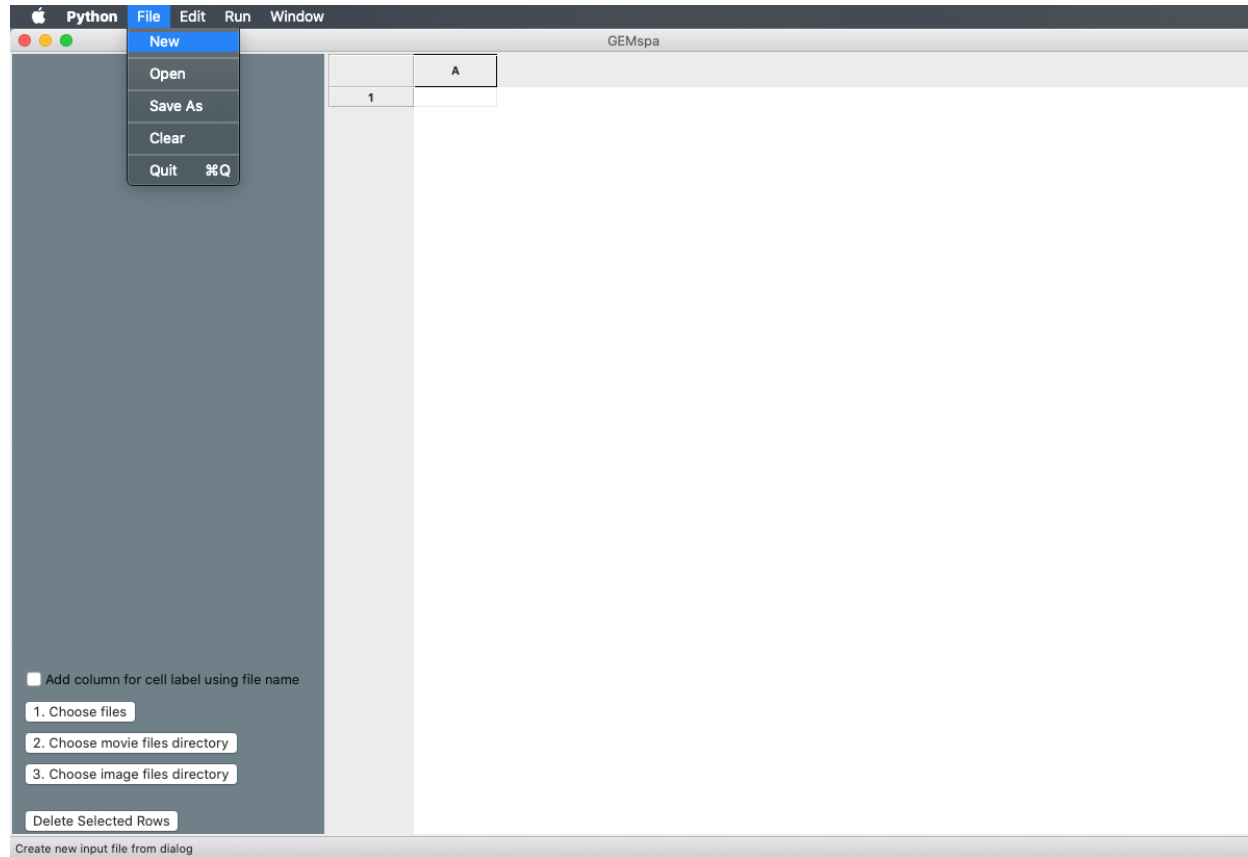 Python File Edit Run Window
GEMspa
New
Open
Save As
Clear
Quit ⌘Q
A
1
Add column for cell label using file name
1. Choose files
2. Choose movie files directory
3. Choose image files directory
Delete Selected Rows
Create new input file from dialog